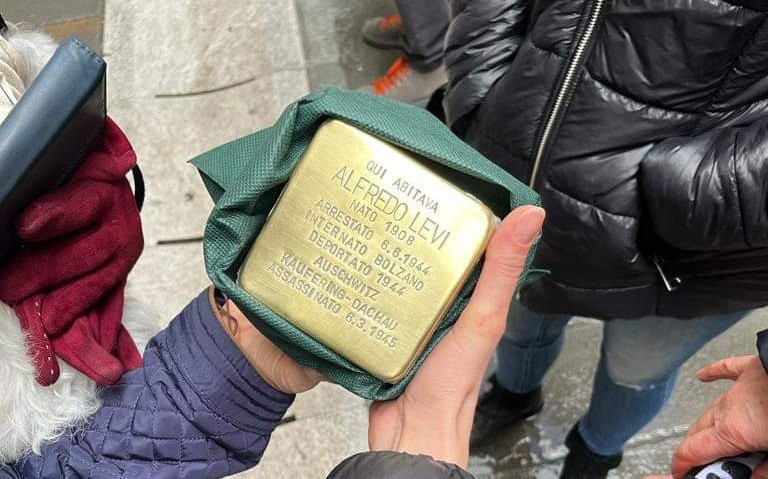 QUI ABITAVA
ALFREDO LEVI
NATO 1908
ARRESTATO 6.6.1944
INTERNATO BOLZANO
DEPORTATO 1944
AUSCHWITZ
KAUFERING-DACHAU
ASSASSINATO 6.3.1945